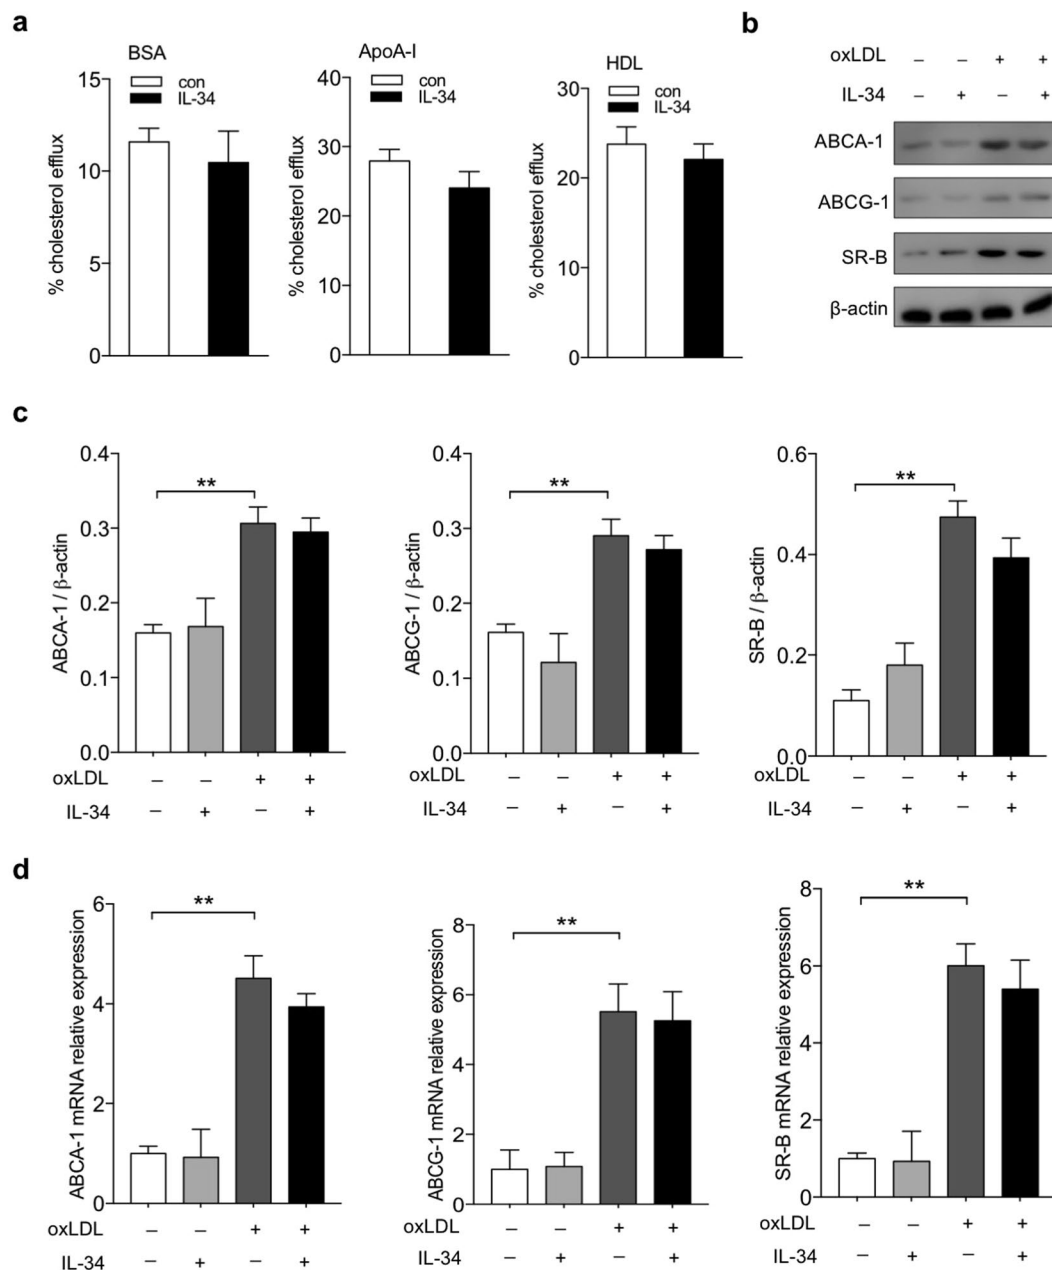 a
BSA
con
IL-34
% cholesterol efflux
15
10
5
0
ApoA-I
con
IL-34
% cholesterol efflux
40
30
20
10
0
HDL
con
IL-34
% cholesterol efflux
30
20
10
0
b
oxLDL – – + +
IL-34 – + – +
ABCA-1
ABCG-1
SR-B
β-actin
c
ABCA-1 / β-actin
0.4
0.3
0.2
0.1
0.0
**
oxLDL – – + +
IL-34 – + – +
ABCG-1 / β-actin
0.4
0.3
0.2
0.1
0.0
**
oxLDL – – + +
IL-34 – + – +
SR-B / β-actin
0.6
0.4
0.2
0.0
**
oxLDL – – + +
IL-34 – + – +
d
ABCA-1 mRNA relative expression
6
4
2
0
**
oxLDL – – + +
IL-34 – + – +
ABCG-1 mRNA relative expression
8
6
4
2
0
**
oxLDL – – + +
IL-34 – + – +
SR-B mRNA relative expression
8
6
4
2
0
**
oxLDL – – + +
IL-34 – + – +